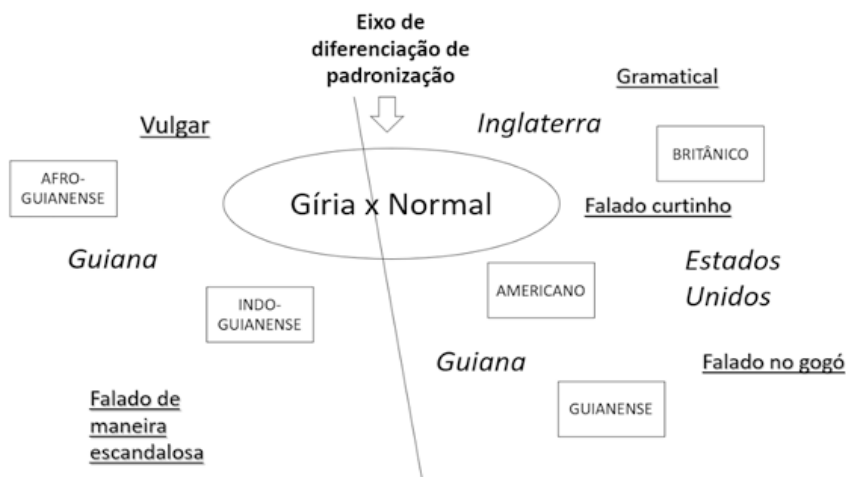 Eixo de
diferenciação de
padronização
Gramatical
Vulgar
Inglaterra
BRITÂNICO
AFRO-
GUIANENSE
Gíria x Normal
Falado curtinho
Guiana
Estados
Unidos
AMERICANO
INDO-
GUIANENSE
Guiana
Falado no gogó
Falado de
maneira
escandalosa
GUIANENSE